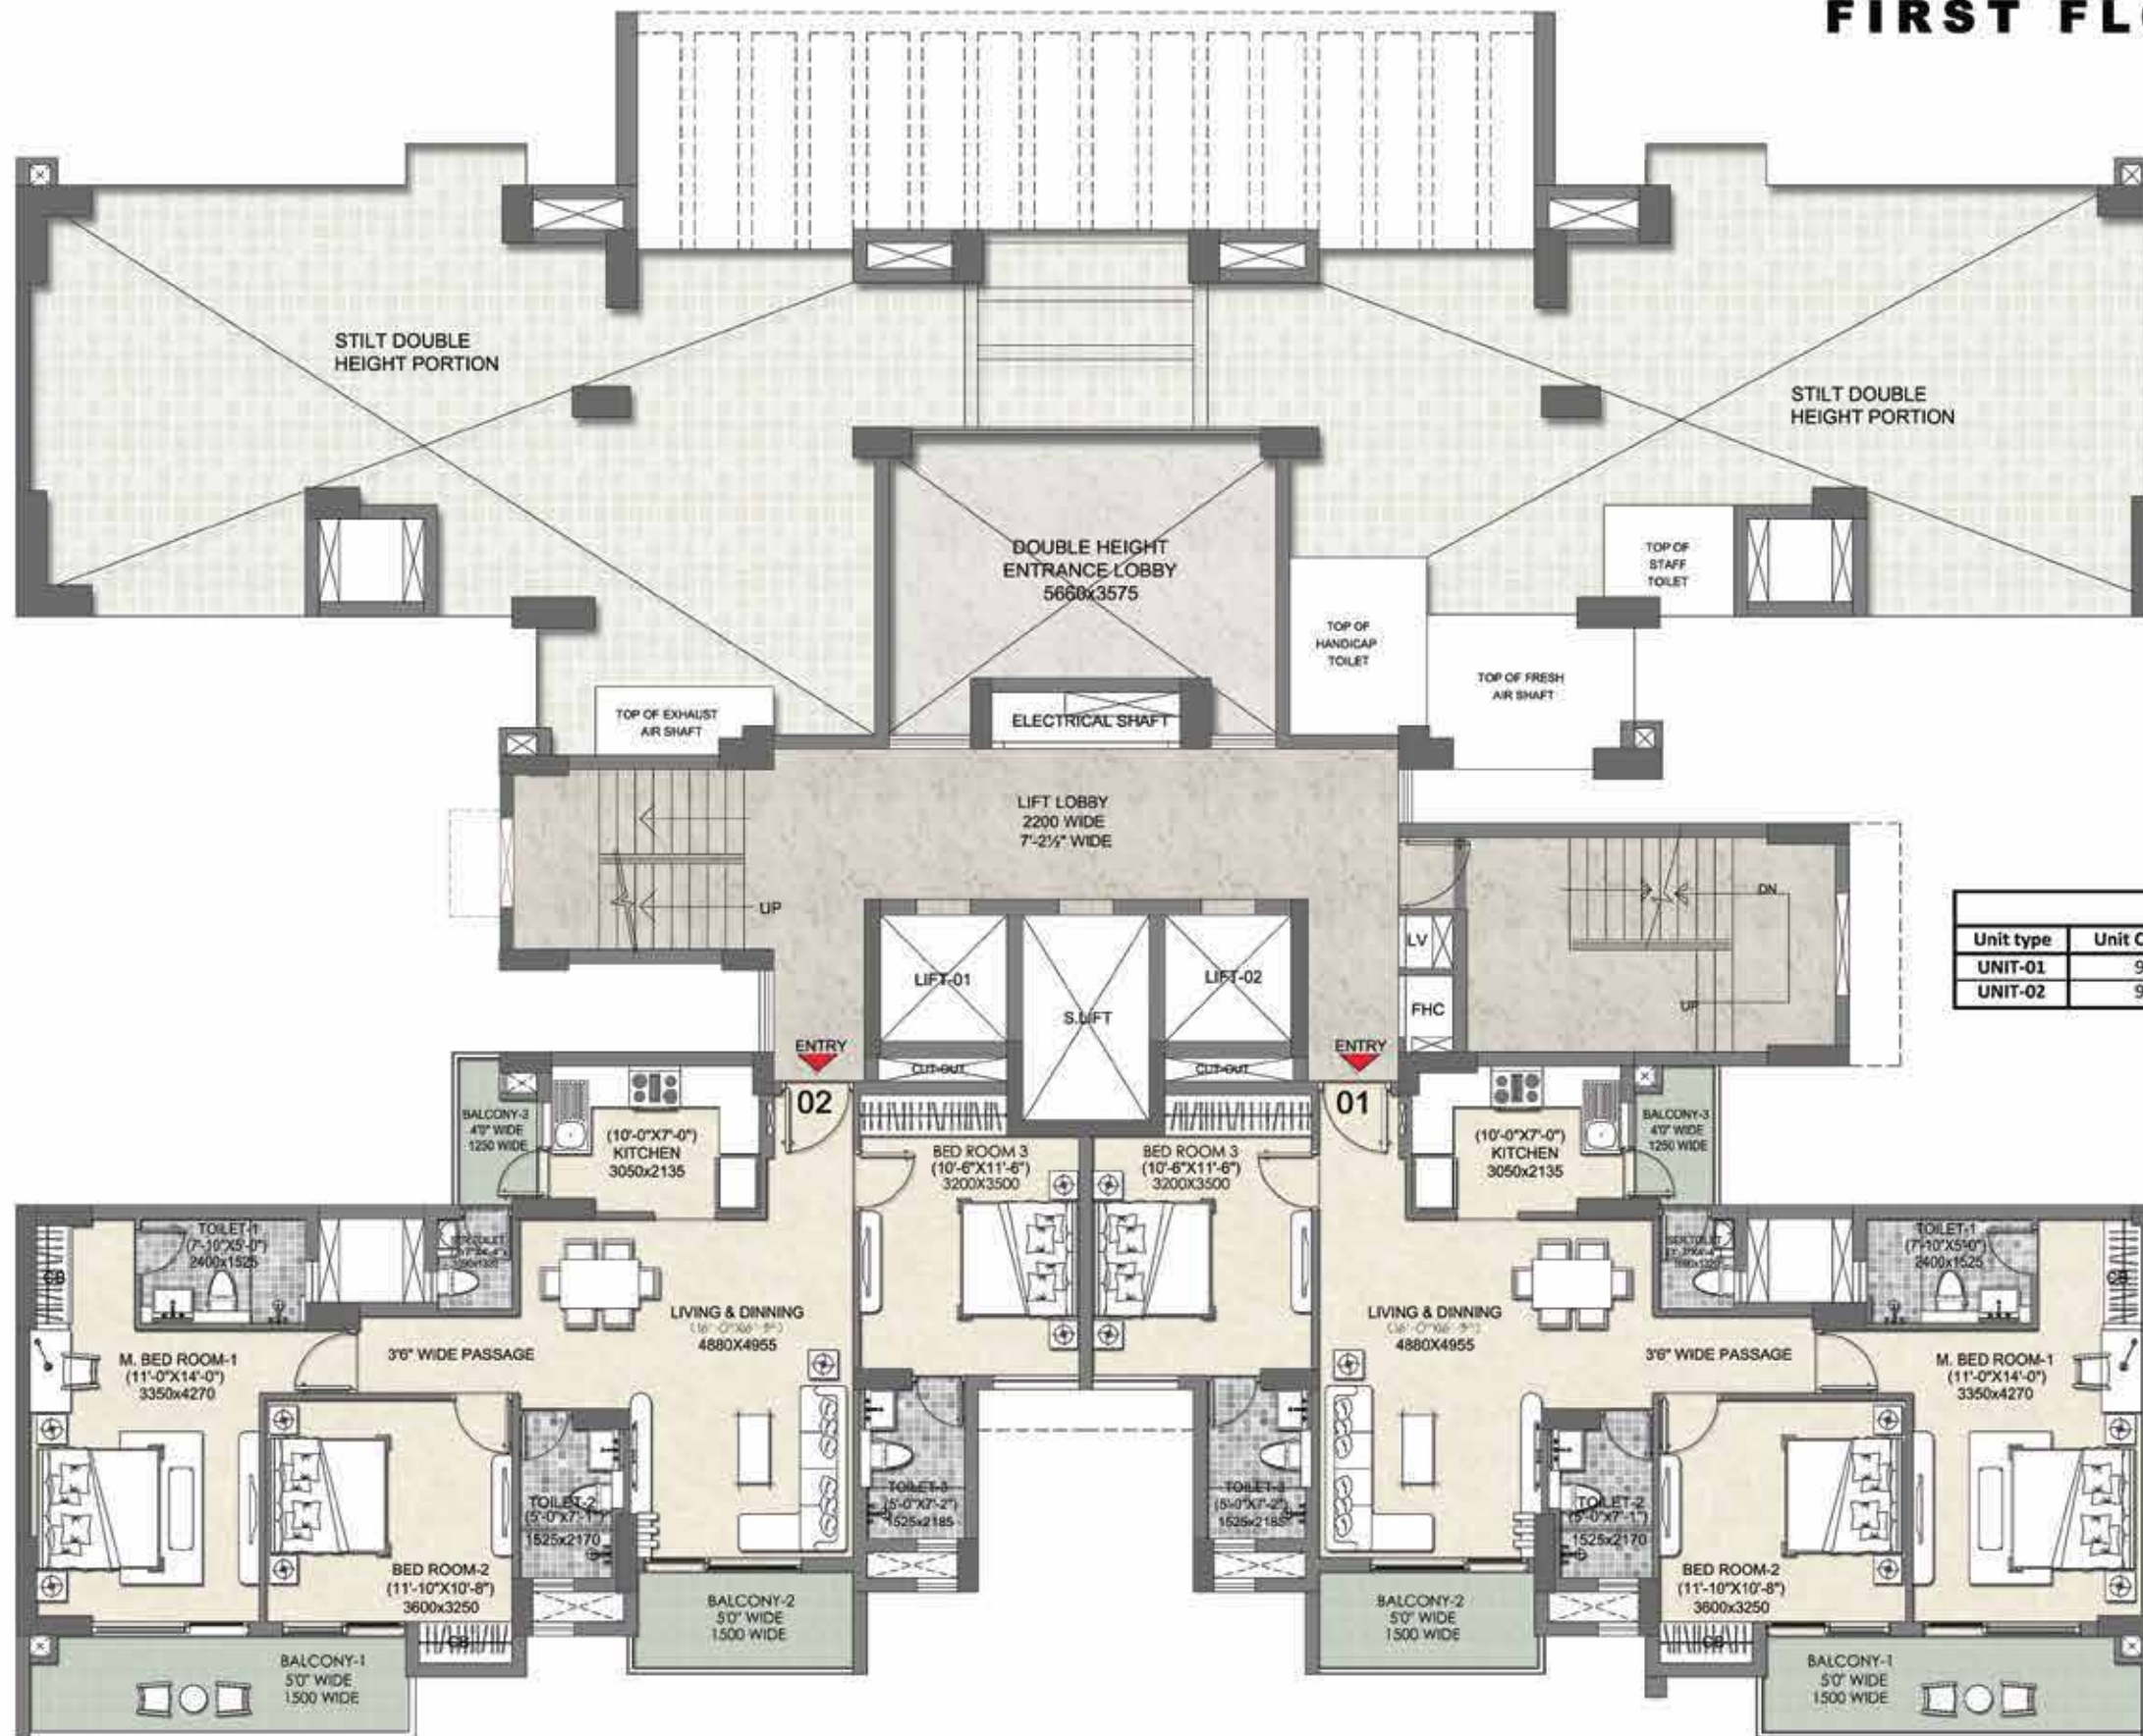 FIRST FLO
STILT DOUBLE
HEIGHT PORTION
STILT DOUBLE
HEIGHT PORTION
DOUBLE HEIGHT
ENTRANCE LOBBY
5660x3575
TOP OF
STAFF
TOILET
TOP OF
HANDICAP
TOILET
TOP OF FRESH
AIR SHAFT
TOP OF EXHAUST
AIR SHAFT
ELECTRICAL SHAFT
LIFT LOBBY
2200 WIDE
7'-2½" WIDE
UP
DN
UP
LV
FHC
LIFT-01
S.LIFT
LIFT-02
CUT-OUT
CUT-OUT
Unit type Unit C
UNIT-01 9
UNIT-02 9
ENTRY
02
ENTRY
01
BALCONY-3
4'0" WIDE
1250 WIDE
(10'-0"X7'-0")
KITCHEN
3050x2135
BED ROOM 3
(10'-6"X11'-6")
3200X3500
BED ROOM 3
(10'-6"X11'-6")
3200X3500
(10'-0"X7'-0")
KITCHEN
3050x2135
BALCONY-3
4'0" WIDE
1250 WIDE
TOILET-1
(7'-10"X5'-0")
2400x1525
CB
SER.TOILET
LIVING & DINNING
4880X4955
3'6" WIDE PASSAGE
M. BED ROOM-1
(11'-0"X14'-0")
3350x4270
BED ROOM-2
(11'-10"X10'-8")
3600x3250
CB
TOILET-2
(5'-0"x7'-1")
1525x2170
TOILET-3
(5'-0"X7'-2")
1525x2185
BALCONY-2
5'0" WIDE
1500 WIDE
BALCONY-1
5'0" WIDE
1500 WIDE
LIVING & DINNING
4880X4955
3'6" WIDE PASSAGE
SER.TOILET
TOILET-1
(7'-10"X5'-0")
2400x1525
CB
M. BED ROOM-1
(11'-0"X14'-0")
3350x4270
TOILET-3
(5'-0"X7'-2")
1525x2185
TOILET-2
(5'-0"x7'-1")
1525x2170
BED ROOM-2
(11'-10"X10'-8")
3600x3250
CB
BALCONY-2
5'0" WIDE
1500 WIDE
BALCONY-1
5'0" WIDE
1500 WIDE